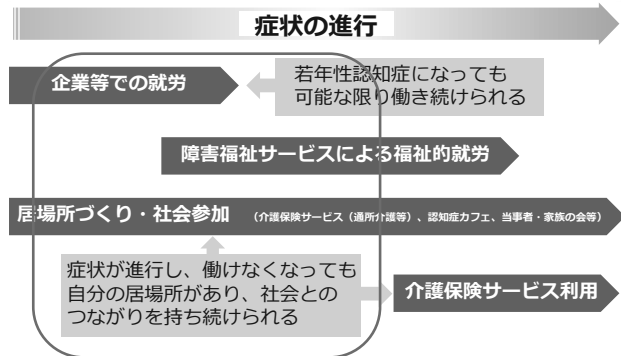 症状の進行
企業等での就労
若年性認知症になっても
可能な限り働き続けられる
障害福祉サービスによる福祉的就労
居場所づくり・社会参加 （介護保険サービス（通所介護等）、認知症カフェ、当事者・家族の会等）
症状が進行し、働けなくなっても
自分の居場所があり、社会との
つながりを持ち続けられる
介護保険サービス利用